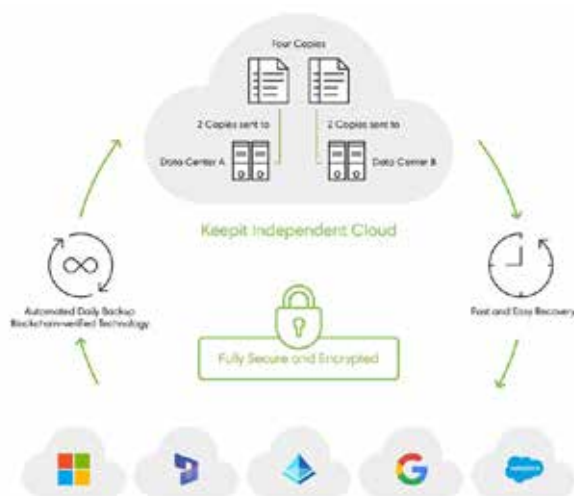 Four Copies
2 Copies sent to
2 Copies sent to
Data Center A
Data Center B
Keepit Independent Cloud
Automated Daily Backup
Blockchain-verified Technology
Fast and Easy Recovery
Fully Secure and Encrypted
salesforce